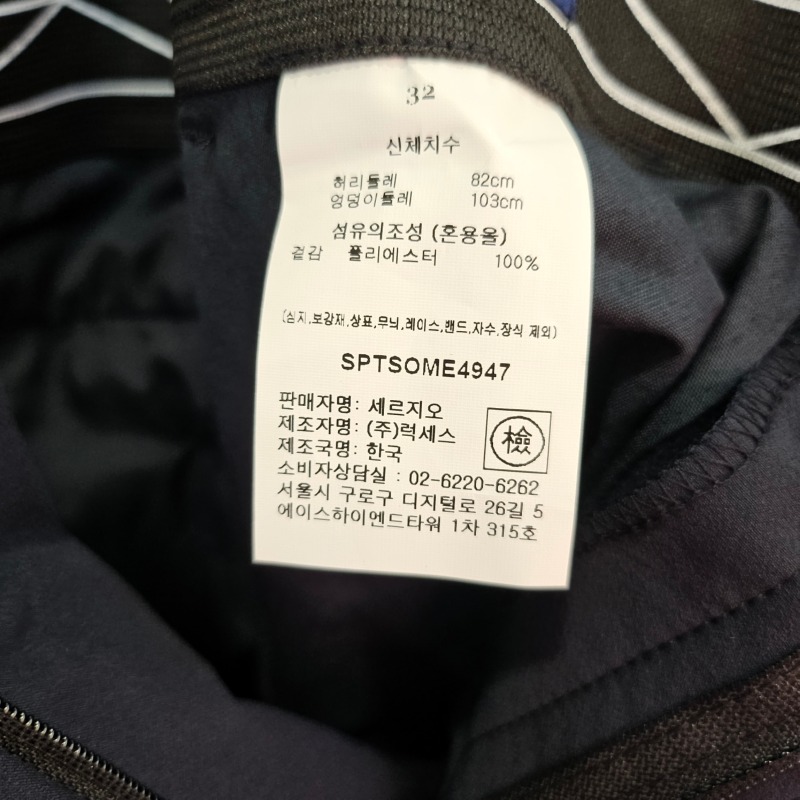 32
신체치수
허리둘레 82cm
엉덩이둘레 103cm
섬유의조성 (혼용율)
겉감 폴리에스터 100%
(심지,보강재,상표,무늬,레이스,밴드,자수,장식 제외)
SPTSOME4947
판매자명: 세르지오
제조자명: (주)럭세스
檢
제조국명: 한국
소비자상담실 : 02-6220-6262
서울시 구로구 디지털로 26길 5
에이스하이엔드타워 1차 315호